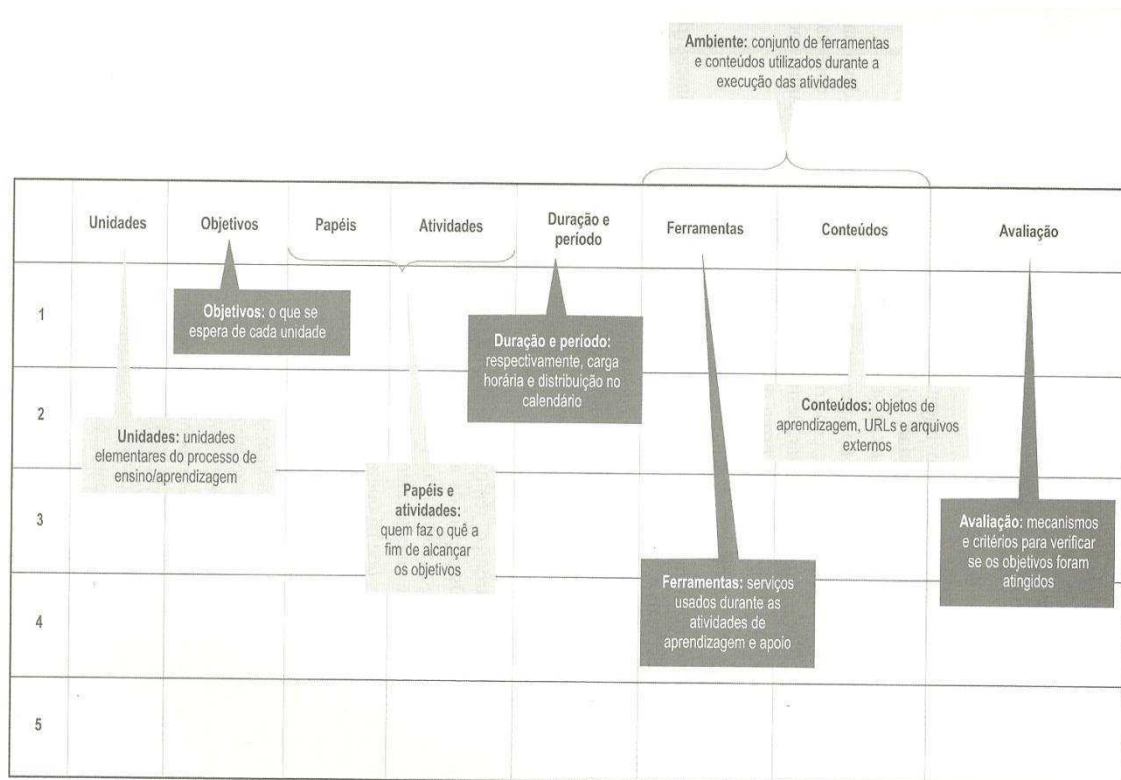 Ambiente: conjunto de ferramentas
e conteúdos utilizados durante a
execução das atividades
Unidades
Objetivos
Papéis
Atividades
Duração e
período
Ferramentas
Conteúdos
Avaliação
1
Objetivos: o que se
espera de cada unidade
Duração e período:
respectivamente, carga
horária e distribuição no
calendário
2
Unidades: unidades
elementares do processo de
ensino/aprendizagem
Conteúdos: objetos de
aprendizagem, URLs e arquivos
externos
3
Papéis e
atividades:
quem faz o quê a
fim de alcançar
os objetivos
Avaliação: mecanismos
e critérios para verificar
se os objetivos foram
atingidos
4
Ferramentas: serviços
usados durante as
atividades de
aprendizagem e apoio
5